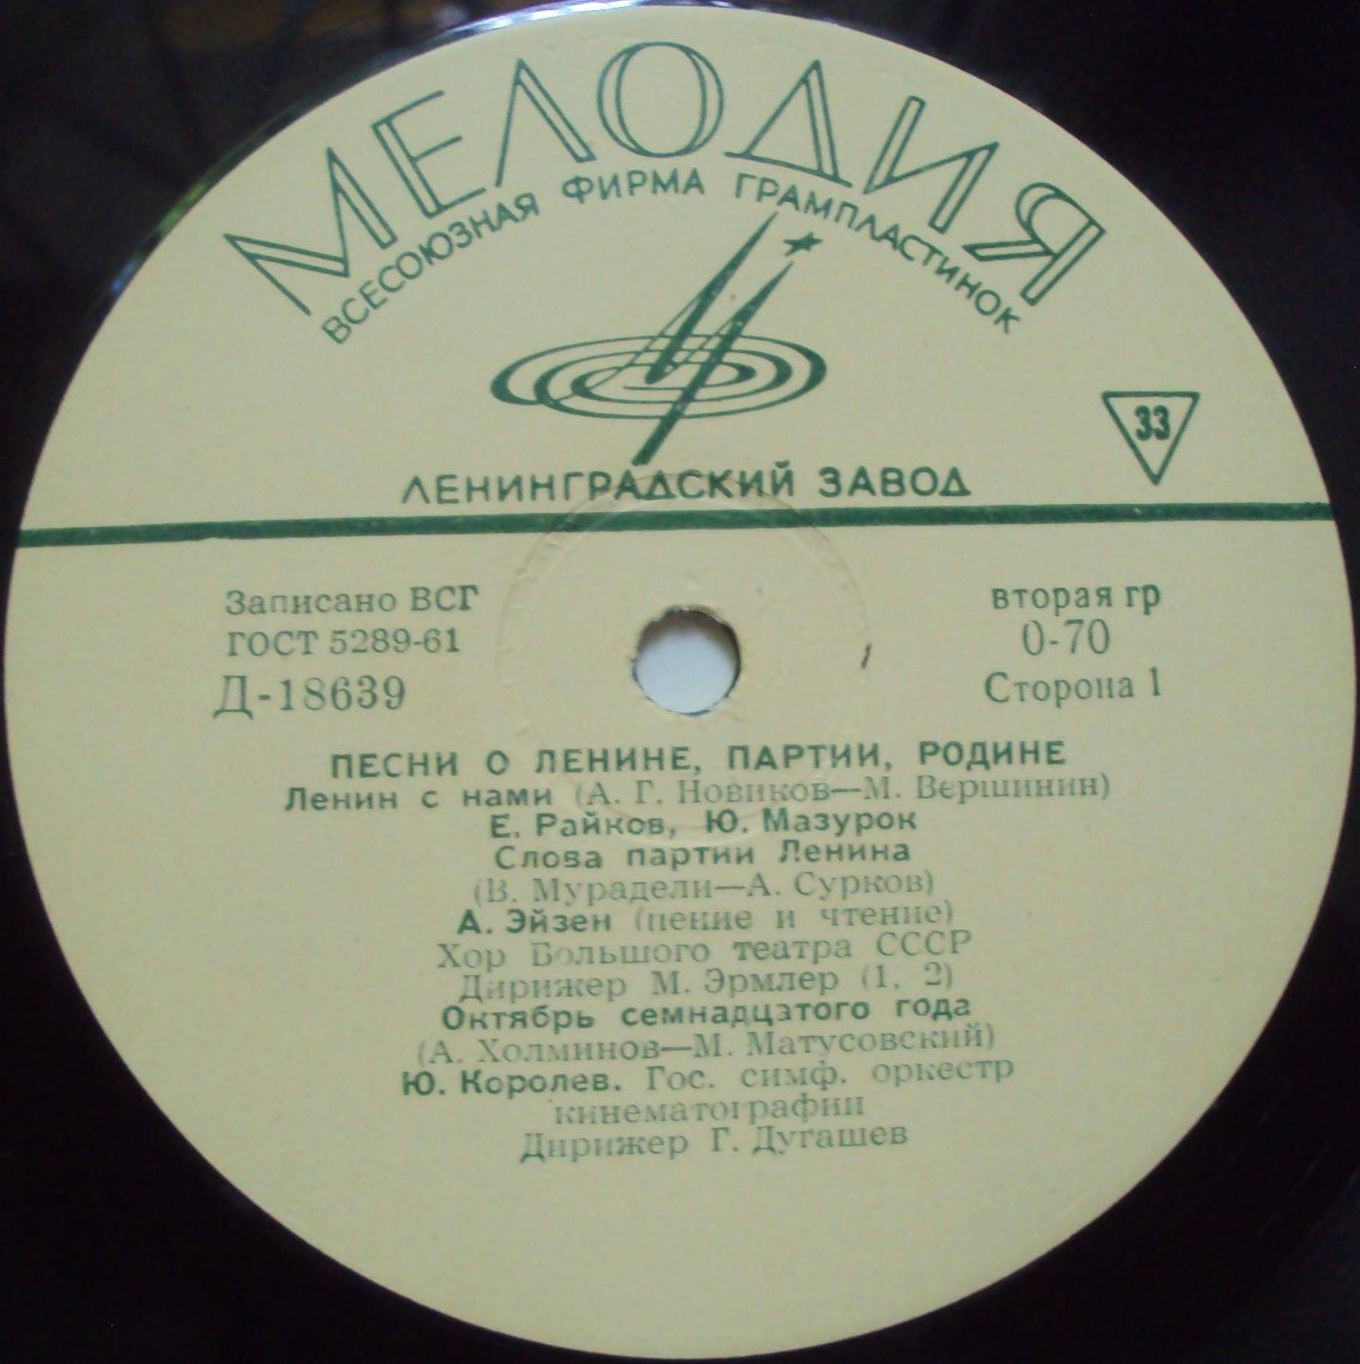 МЕЛОДИЯ
ВСЕСОЮЗНАЯ ФИРМА ГРАМПЛАСТИНОК
33
ЛЕНИНГРАДСКИЙ ЗАВОД
Записано ВСГ
ГОСТ 5289-61
Д-18639
вторая гр
0-70
Сторона 1
ПЕСНИ О ЛЕНИНЕ, ПАРТИИ, РОДИНЕ
Ленин с нами (А. Г. Новиков—М. Вершинин)
Е. Райков, Ю. Мазурок
Слова партии Ленина
(В. Мурадели—А. Сурков)
А. Эйзен (пение и чтение)
Хор Большого театра СССР
Дирижер М. Эрмлер (1, 2)
Октябрь семнадцатого года
(А. Холминов—М. Матусовский)
Ю. Королев. Гос. симф. оркестр
кинематографии
Дирижер Г. Дугашев